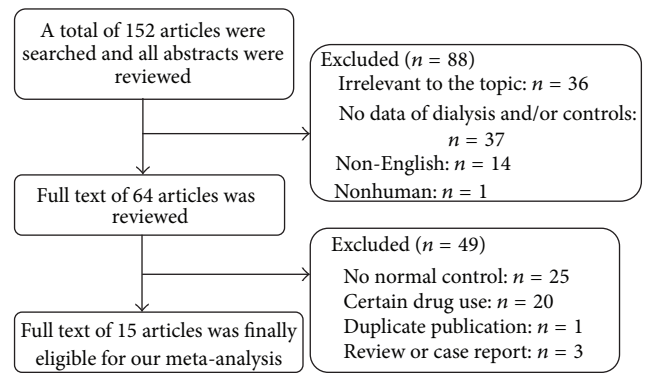 A total of 152 articles were
searched and all abstracts were
reviewed
Excluded (n = 88)
Irrelevant to the topic: n = 36
No data of dialysis and/or controls:
n = 37
Non-English: n = 14
Nonhuman: n = 1
Full text of 64 articles was
reviewed
Excluded (n = 49)
No normal control: n = 25
Certain drug use: n = 20
Duplicate publication: n = 1
Review or case report: n = 3
Full text of 15 articles was finally
eligible for our meta-analysis